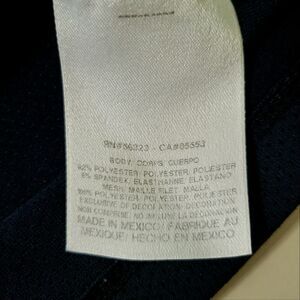 RN#56323 - CA#05553
BODY CORPS CUERPO
92% POLYESTER, POLYESTER, POLIESTER
8% SPANDEX, ELASTHANNE, ELASTANO
MESH, MAILLE FILET, MALLA
100% POLYESTER, POLYESTER, POLIESTER
EXCLUSIVE OF DECORATION - DECORATION
NON COMPRISE. NO INCLUYE LA DECORACION
MADE IN MEXICO/ FABRIQUE AU
MEXIQUE/ HECHO EN MEXICO